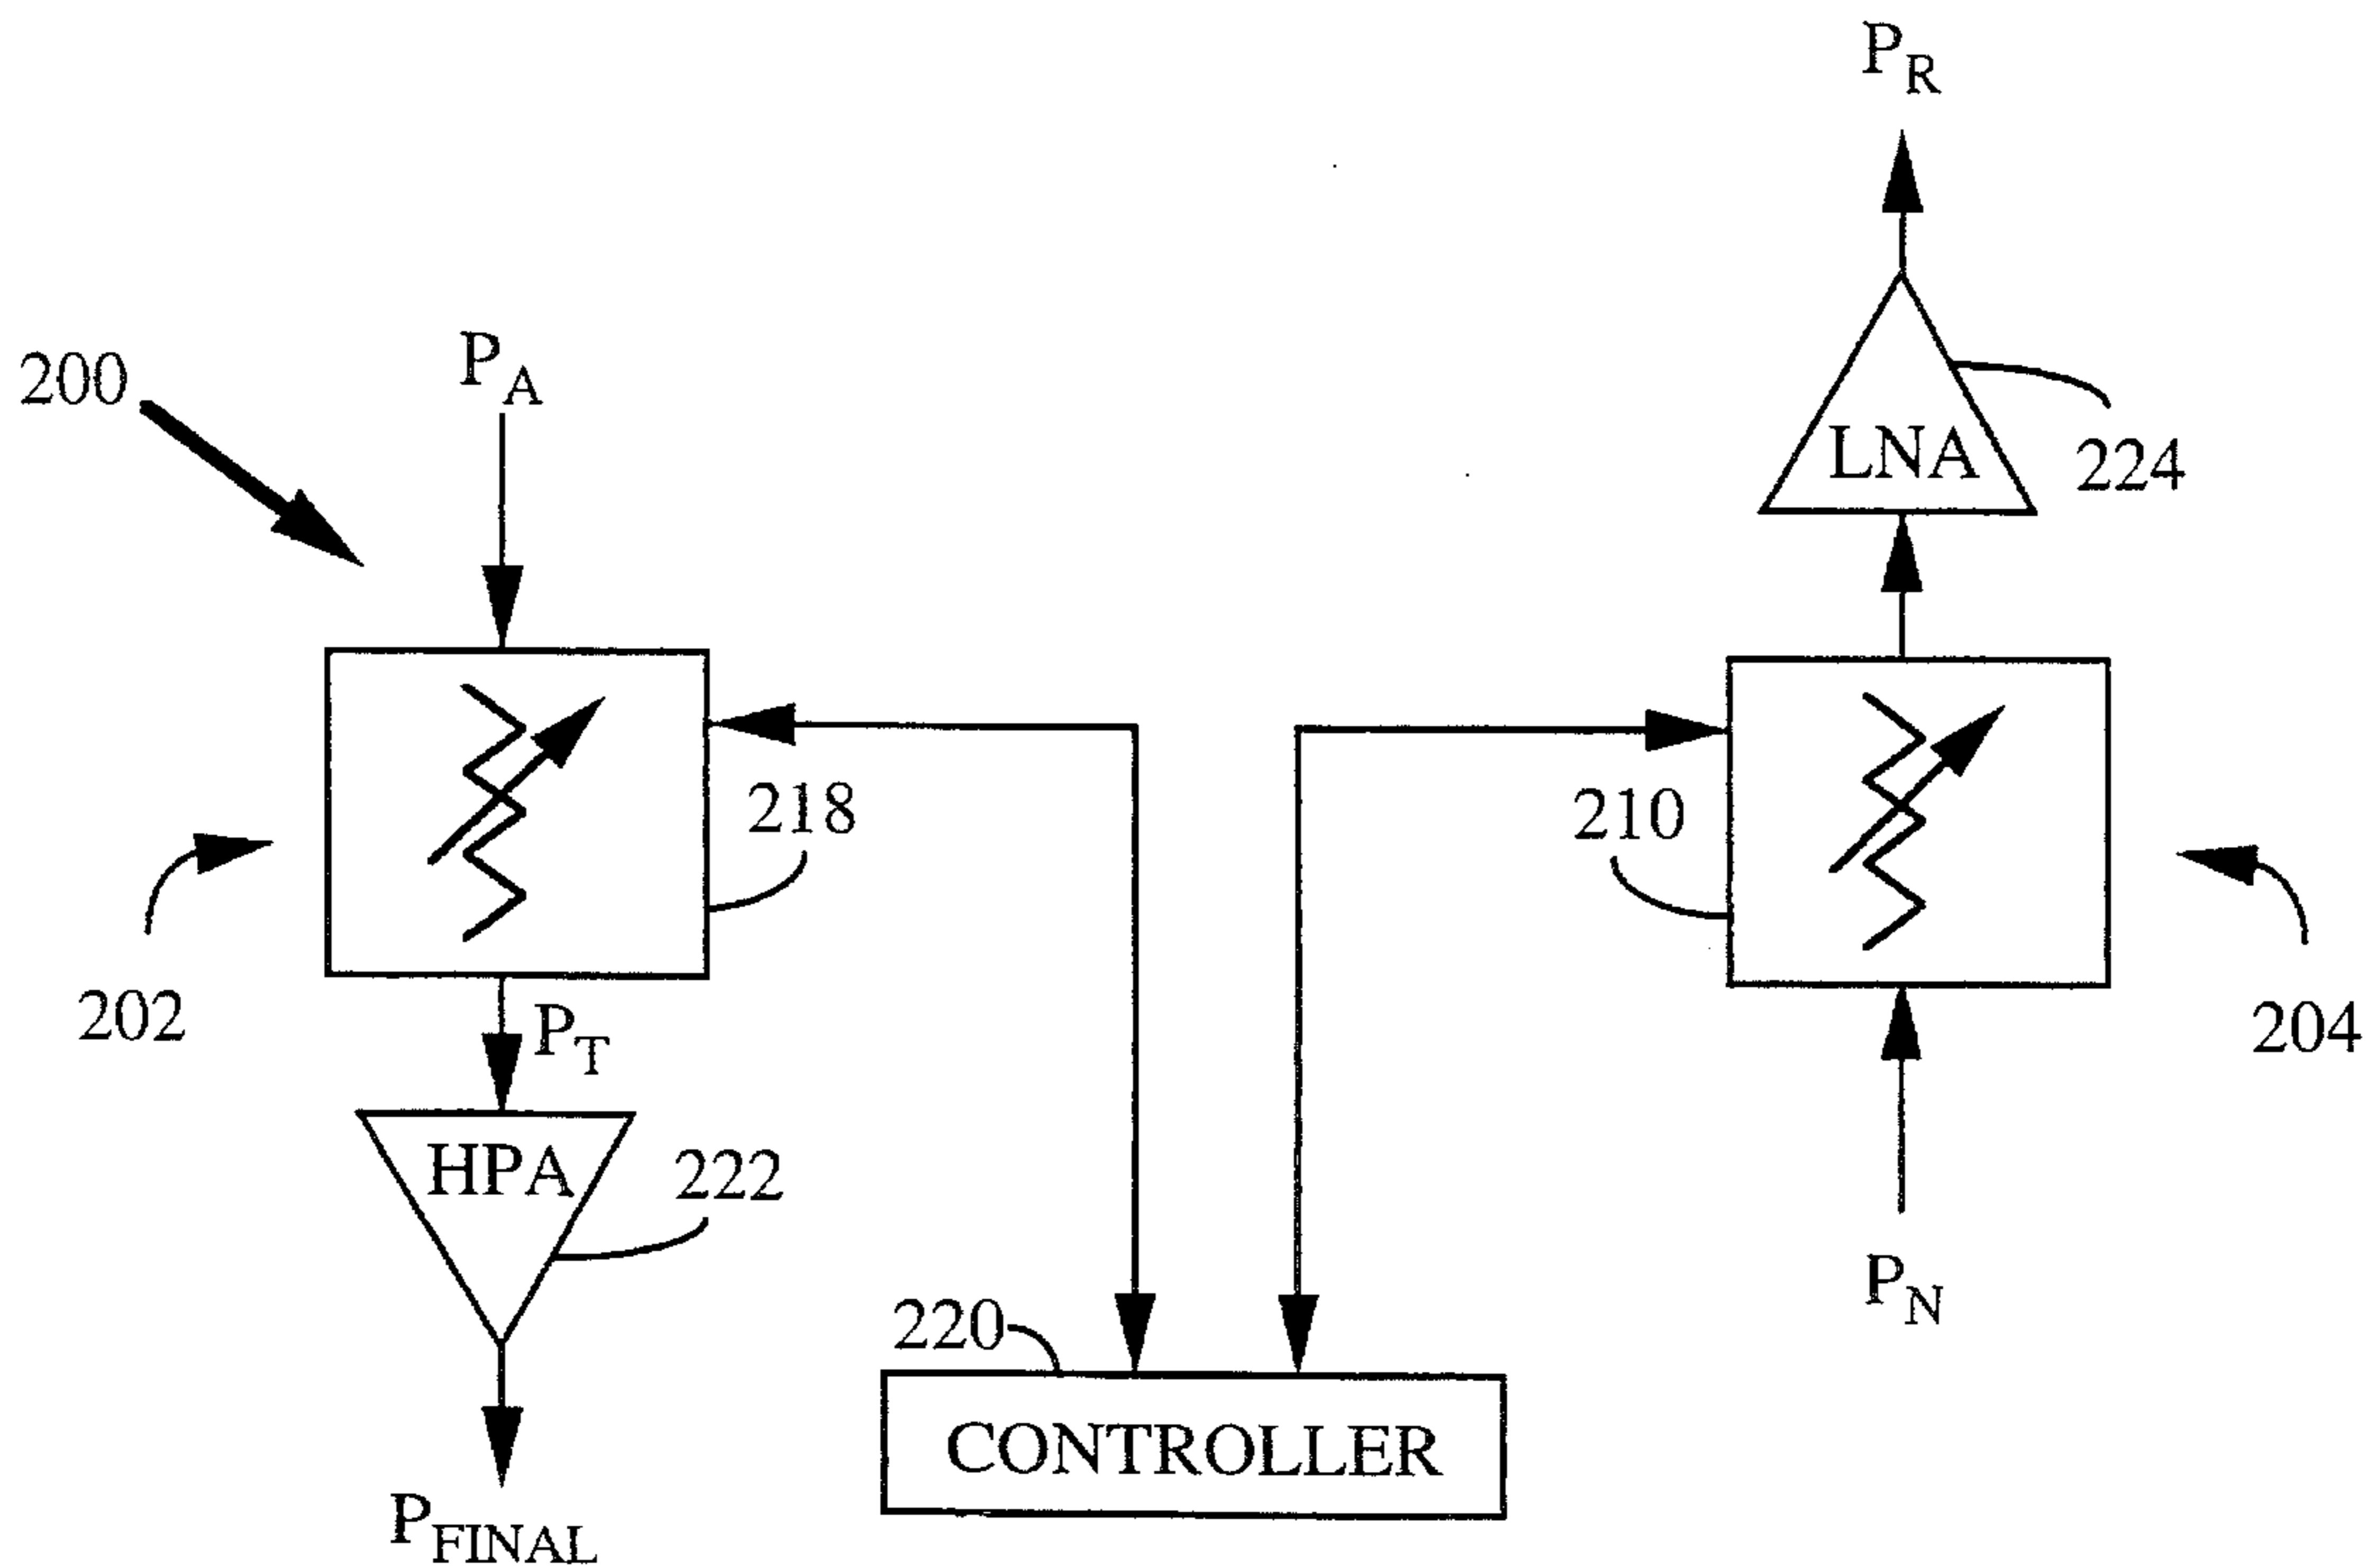 P_R
P_A
200
LNA
224
218
210
202
P_T
204
HPA
222
P_N
220
CONTROLLER
P_FINAL